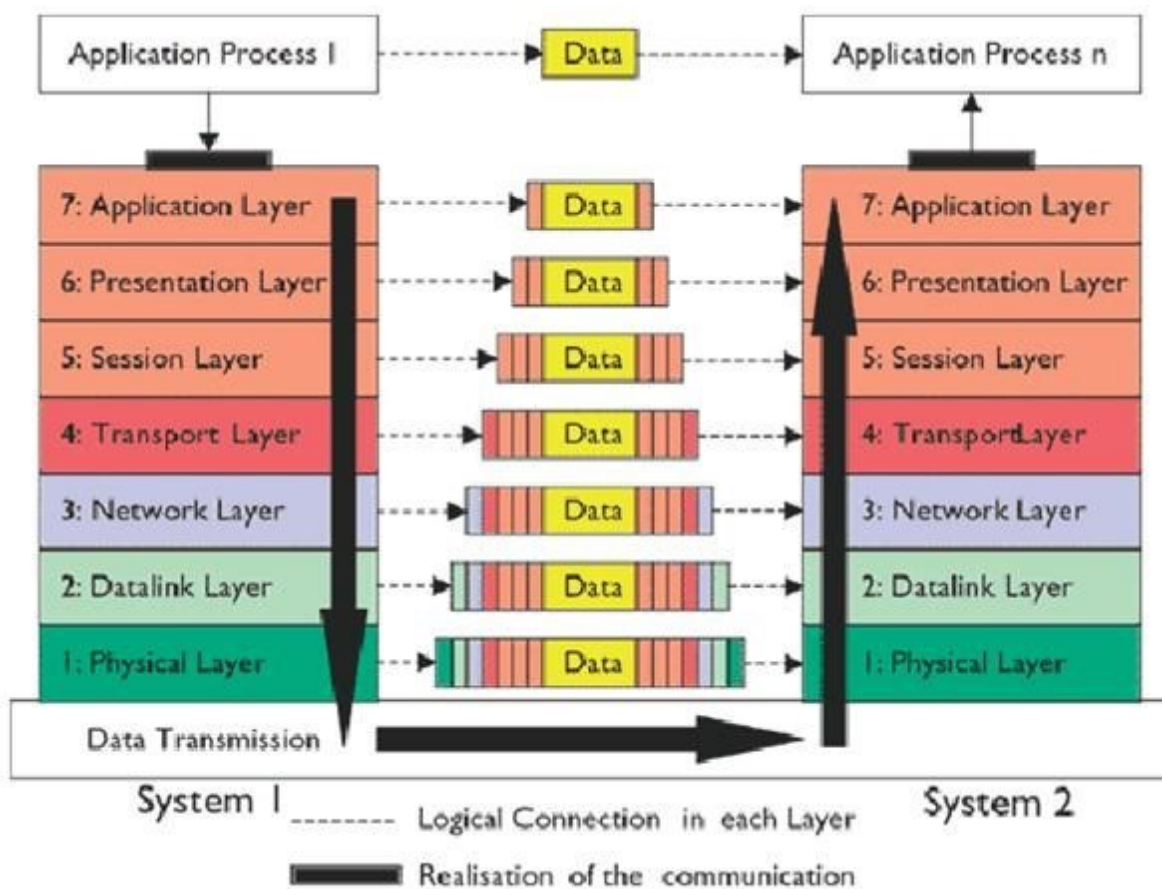 Application Process 1
Data
Application Process n
7: Application Layer
Data
7: Application Layer
6: Presentation Layer
Data
6: Presentation Layer
5: Session Layer
Data
5: Session Layer
4: Transport Layer
Data
4: TransportLayer
3: Network Layer
Data
3: Network Layer
2: Datalink Layer
Data
2: Datalink Layer
1: Physical Layer
Data
1: Physical Layer
Data Transmission
System 1
System 2
Logical Connection in each Layer
Realisation of the communication